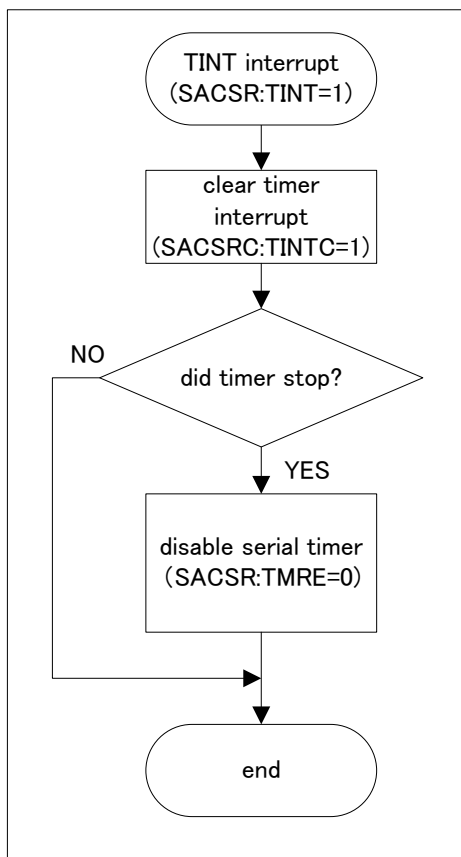 TINT interrupt
(SACSR:TINT=1)
clear timer
interrupt
(SACSRC:TINTC=1)
did timer stop?
NO
YES
disable serial timer
(SACSR:TMRE=0)
end